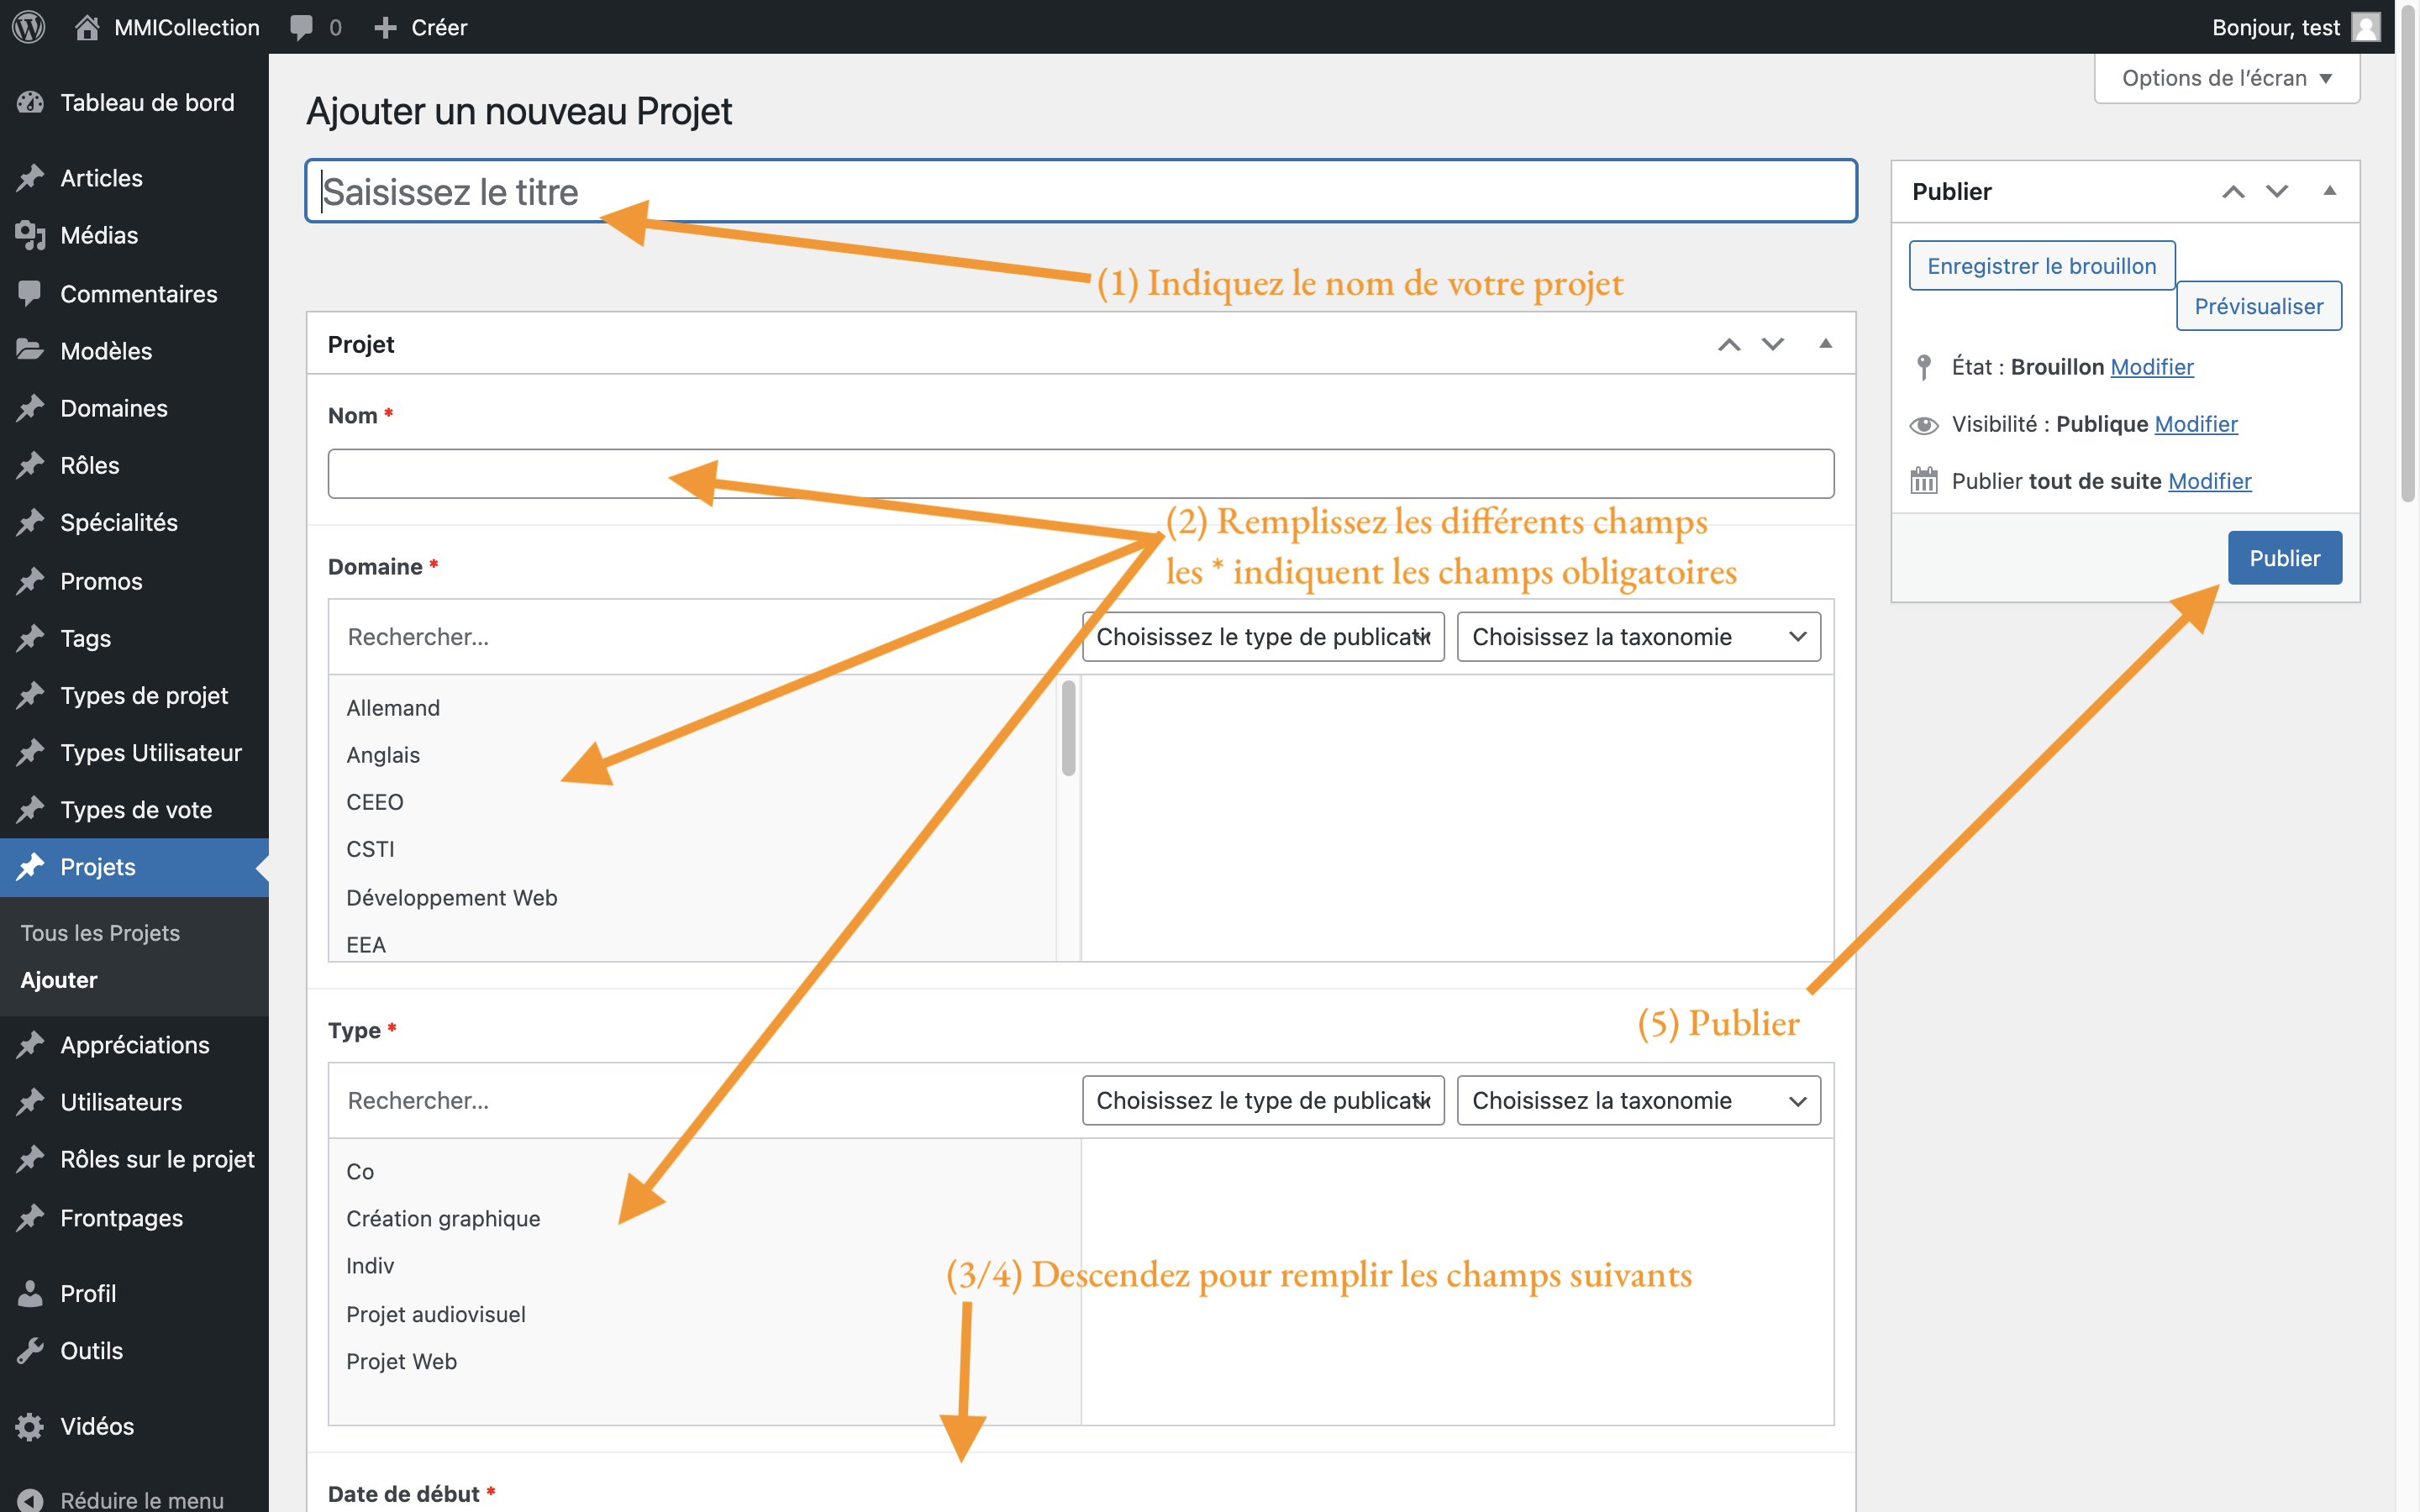 MMICollection
0
Créer
Bonjour, test
Tableau de bord
Articles
Médias
Commentaires
Modèles
Domaines
Rôles
Spécialités
Promos
Tags
Types de projet
Types Utilisateur
Types de vote
Projets
Tous les Projets
Ajouter
Appréciations
Utilisateurs
Rôles sur le projet
Frontpages
Profil
Outils
Vidéos
Réduire le menu
Options de l'écran
Ajouter un nouveau Projet
Saisissez le titre
(1) Indiquez le nom de votre projet
Projet
Nom *
(2) Remplissez les différents champs
les * indiquent les champs obligatoires
Domaine *
Rechercher...
Choisissez le type de publicati
Choisissez la taxonomie
Allemand
Anglais
CEEO
CSTI
Développement Web
EEA
Type *
(5) Publier
Rechercher...
Choisissez le type de publicati
Choisissez la taxonomie
Co
Création graphique
Indiv
Projet audiovisuel
Projet Web
(3/4) Descendez pour remplir les champs suivants
Date de début *
Publier
Enregistrer le brouillon
Prévisualiser
État : Brouillon Modifier
Visibilité : Publique Modifier
Publier tout de suite Modifier
Publier